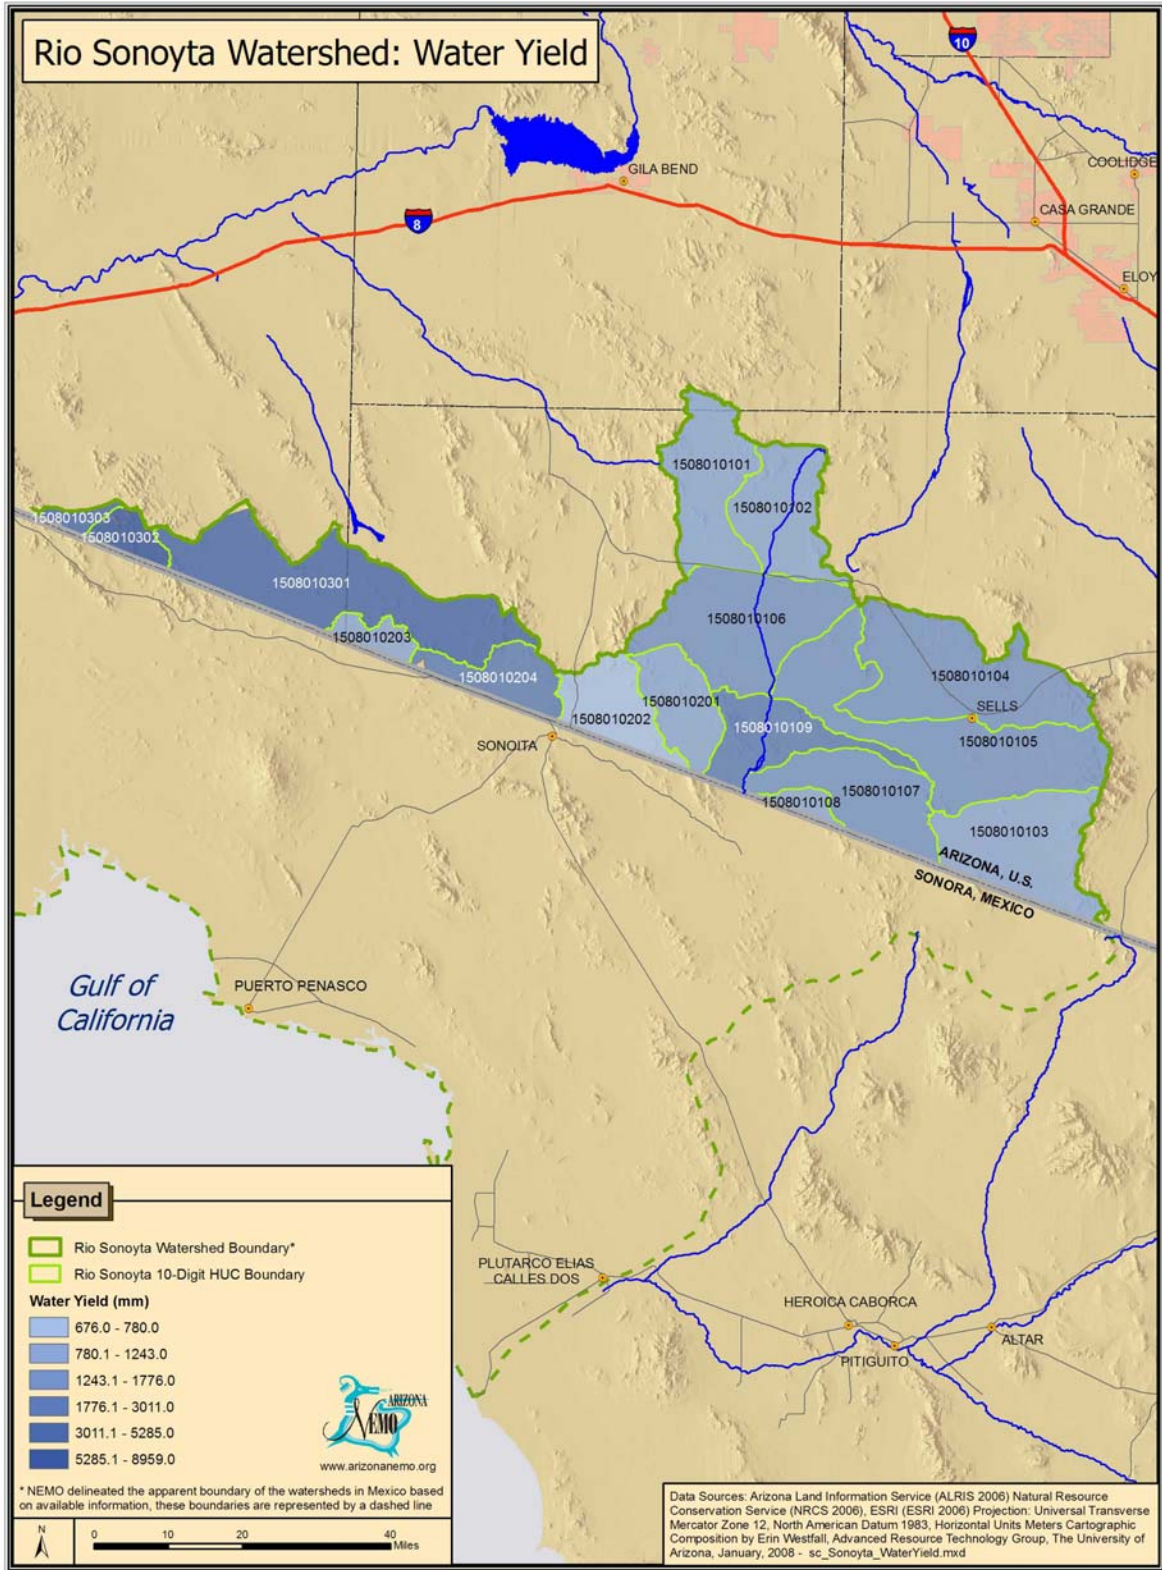 Rio Sonoyta Watershed: Water Yield
10
GILA BEND
COOLIDGE
CASA GRANDE
8
ELOY
1508010101
1508010102
1508010303
1508010302
1508010301
1508010106
1508010203
1508010104
1508010204
1508010201
SELLS
1508010202
1508010109
1508010105
SONOITA
1508010107
1508010108
1508010103
ARIZONA, U.S.
SONORA, MEXICO
Gulf of
California
PUERTO PENASCO
PLUTARCO ELIAS
CALLES DOS
HEROICA CABORCA
ALTAR
PITIGUITO
Legend
Rio Sonoyta Watershed Boundary*
Rio Sonoyta 10-Digit HUC Boundary
Water Yield (mm)
676.0 - 780.0
780.1 - 1243.0
1243.1 - 1776.0
1776.1 - 3011.0
3011.1 - 5285.0
5285.1 - 8959.0
ARIZONA
NEMO
www.arizonanemo.org
* NEMO delineated the apparent boundary of the watersheds in Mexico based
on available information, these boundaries are represented by a dashed line
N
0 20 40
Miles
Data Sources: Arizona Land Information Service (ALRIS 2006) Natural Resource
Conservation Service (NRCS 2006), ESRI (ESRI 2006) Projection: Universal Transverse
Mercator Zone 12, North American Datum 1983, Horizontal Units Meters Cartographic
Composition by Erin Westfall, Advanced Resource Technology Group, The University of
Arizona, January, 2008 - sc_Sonoyta_WaterYield.mxd